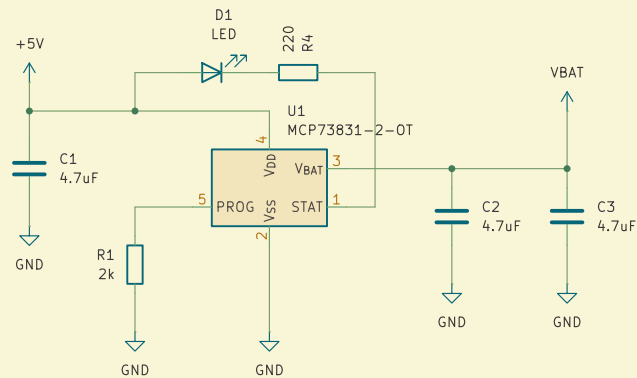 D1
LED
220
R4
+5V
VBAT
U1
MCP73831-2-OT
4
C1
4.7uF
VDD
VBAT
3
5
PROG
VSS
STAT
1
C2
4.7uF
C3
4.7uF
2
R1
2k
GND
GND
GND
GND
GND